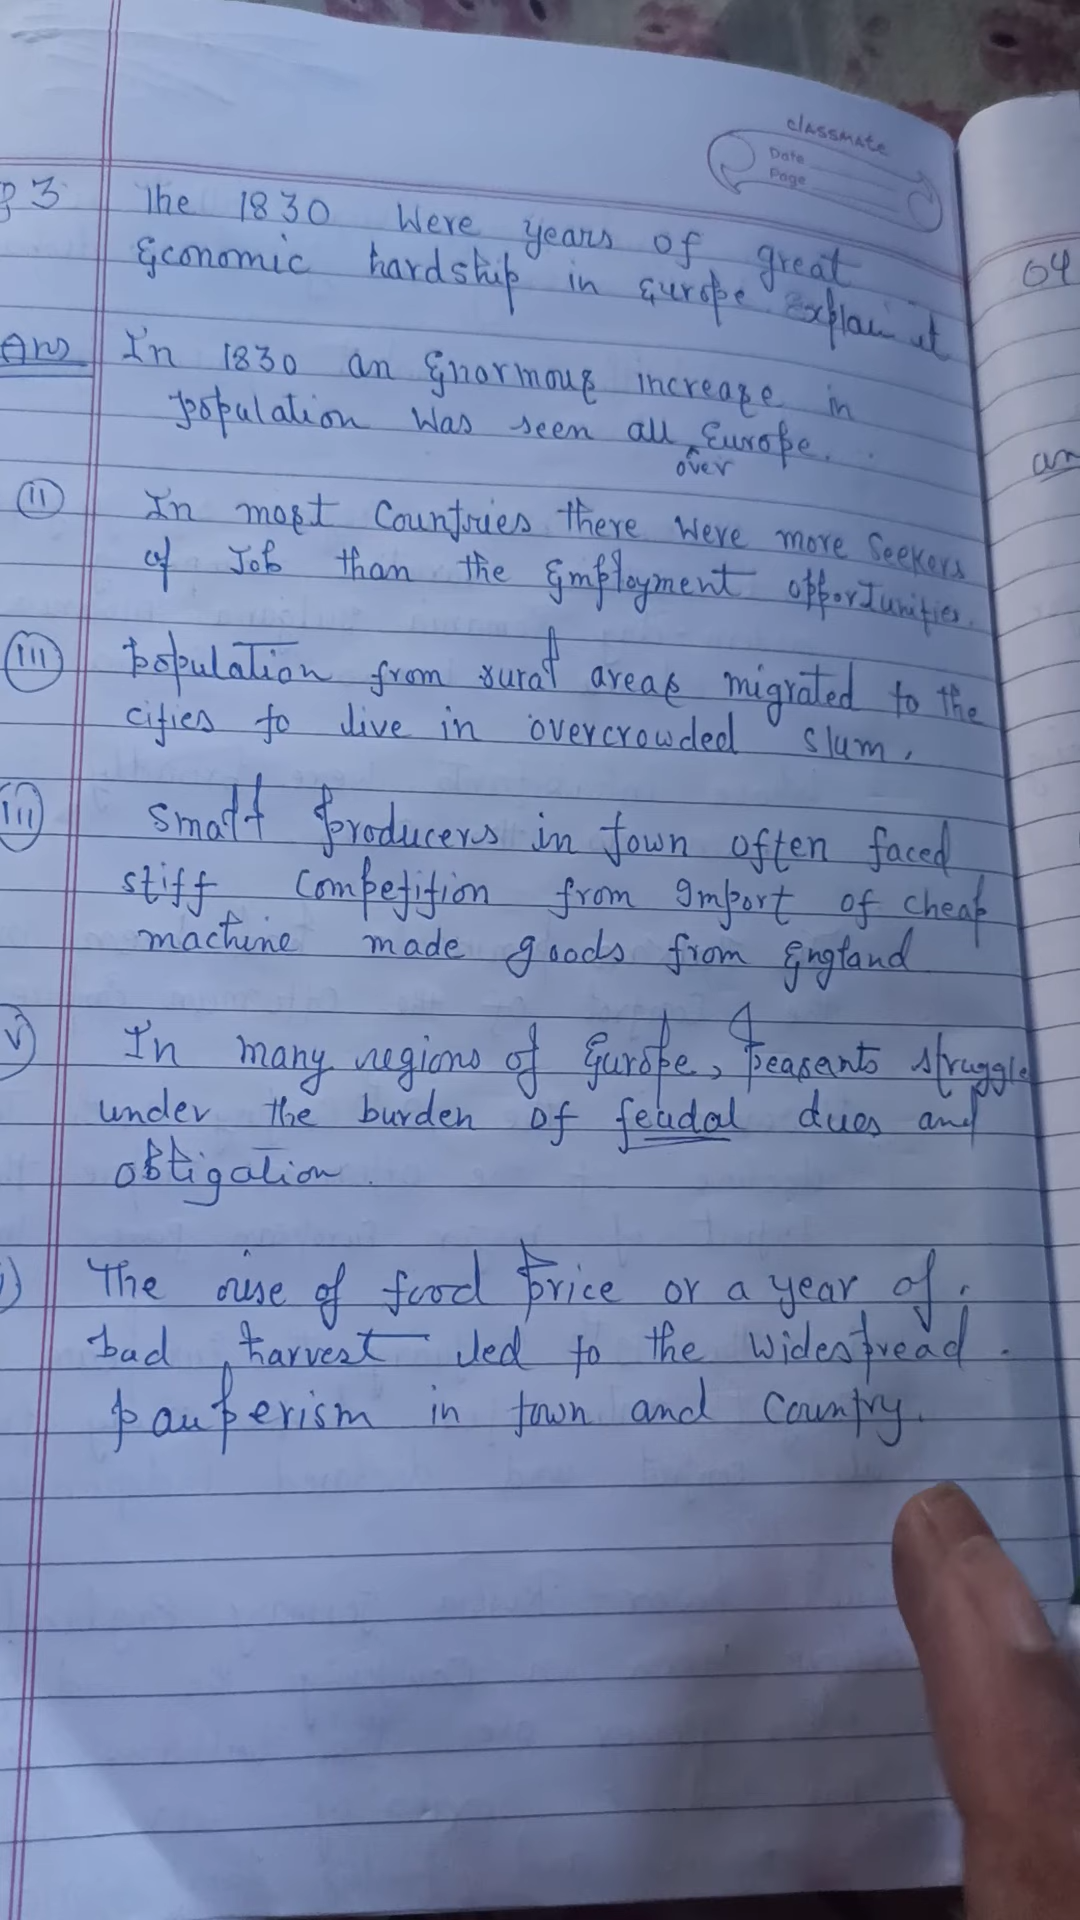 classmate
Date
Page
Q 3 The 1830 were years of great
Economic hardship in Europe. Explain it
Ans In 1830 an Enormous increase in
population was seen all over Europe.
(ii) In most Countries there were more Seekers
of Job than the Employment opportunities.
(iii) population from rural areas migrated to the
cities to live in overcrowded slum.
(iii) Small producers in town often faced
stiff Competition from Import of cheap
machine made goods from England
v) In many regions of Europe, peasants struggle
under the burden of feudal dues and
obligation.
i) The rise of food price or a year of
bad harvest led to the widespread
pauperism in town and Country.
04
an